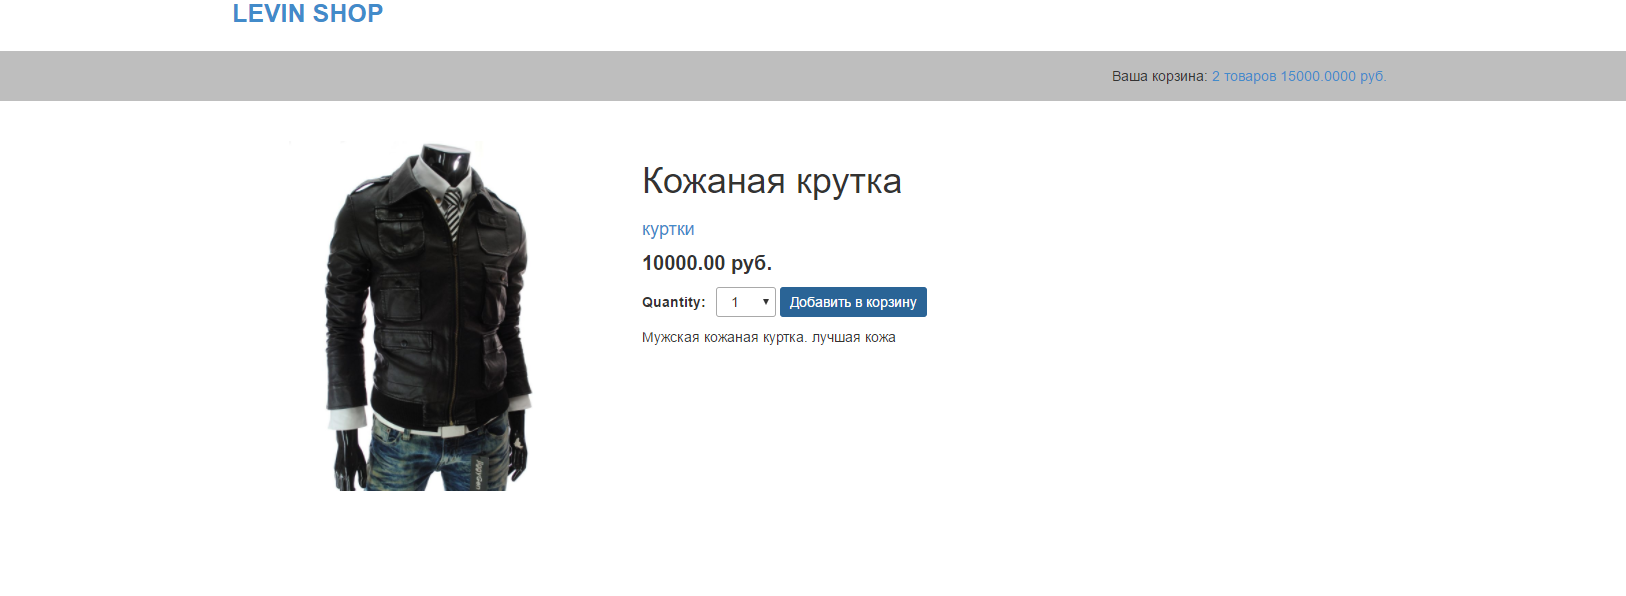 LEVIN SHOP
Ваша корзина: 2 товаров 15000.0000 руб.
Кожаная крутка
куртки
10000.00 руб.
Quantity: 1 Добавить в корзину
Мужская кожаная куртка. лучшая кожа